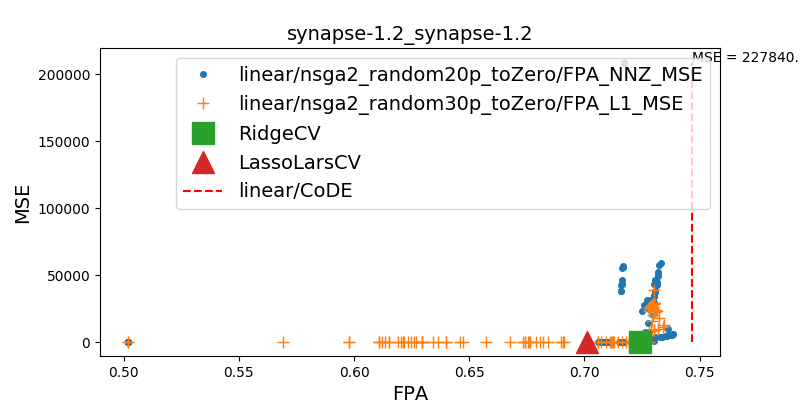 synapse-1.2_synapse-1.2
MSE = 227840.
200000
150000
100000
50000
0
MSE
linear/nsga2_random20p_toZero/FPA_NNZ_MSE
linear/nsga2_random30p_toZero/FPA_L1_MSE
RidgeCV
LassoLarsCV
linear/CoDE
0.50 0.55 0.60 0.65 0.70 0.75
FPA